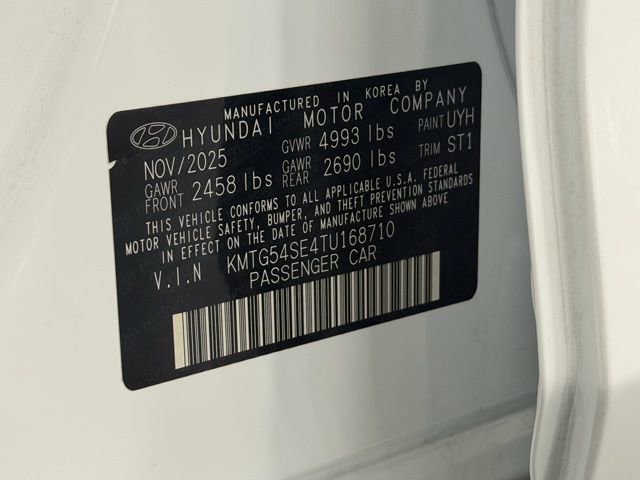 MANUFACTURED IN KOREA BY
HYUNDAI MOTOR COMPANY
NOV/2025 GVWR 4993 lbs PAINT UYH
GAWR FRONT 2458 lbs GAWR REAR 2690 lbs TRIM ST1
THIS VEHICLE CONFORMS TO ALL APPLICABLE U.S.A. FEDERAL
MOTOR VEHICLE SAFETY, BUMPER, AND THEFT PREVENTION STANDARDS
IN EFFECT ON THE DATE OF MANUFACTURE SHOWN ABOVE.
V.I.N KMTG54SE4TU168710
PASSENGER CAR